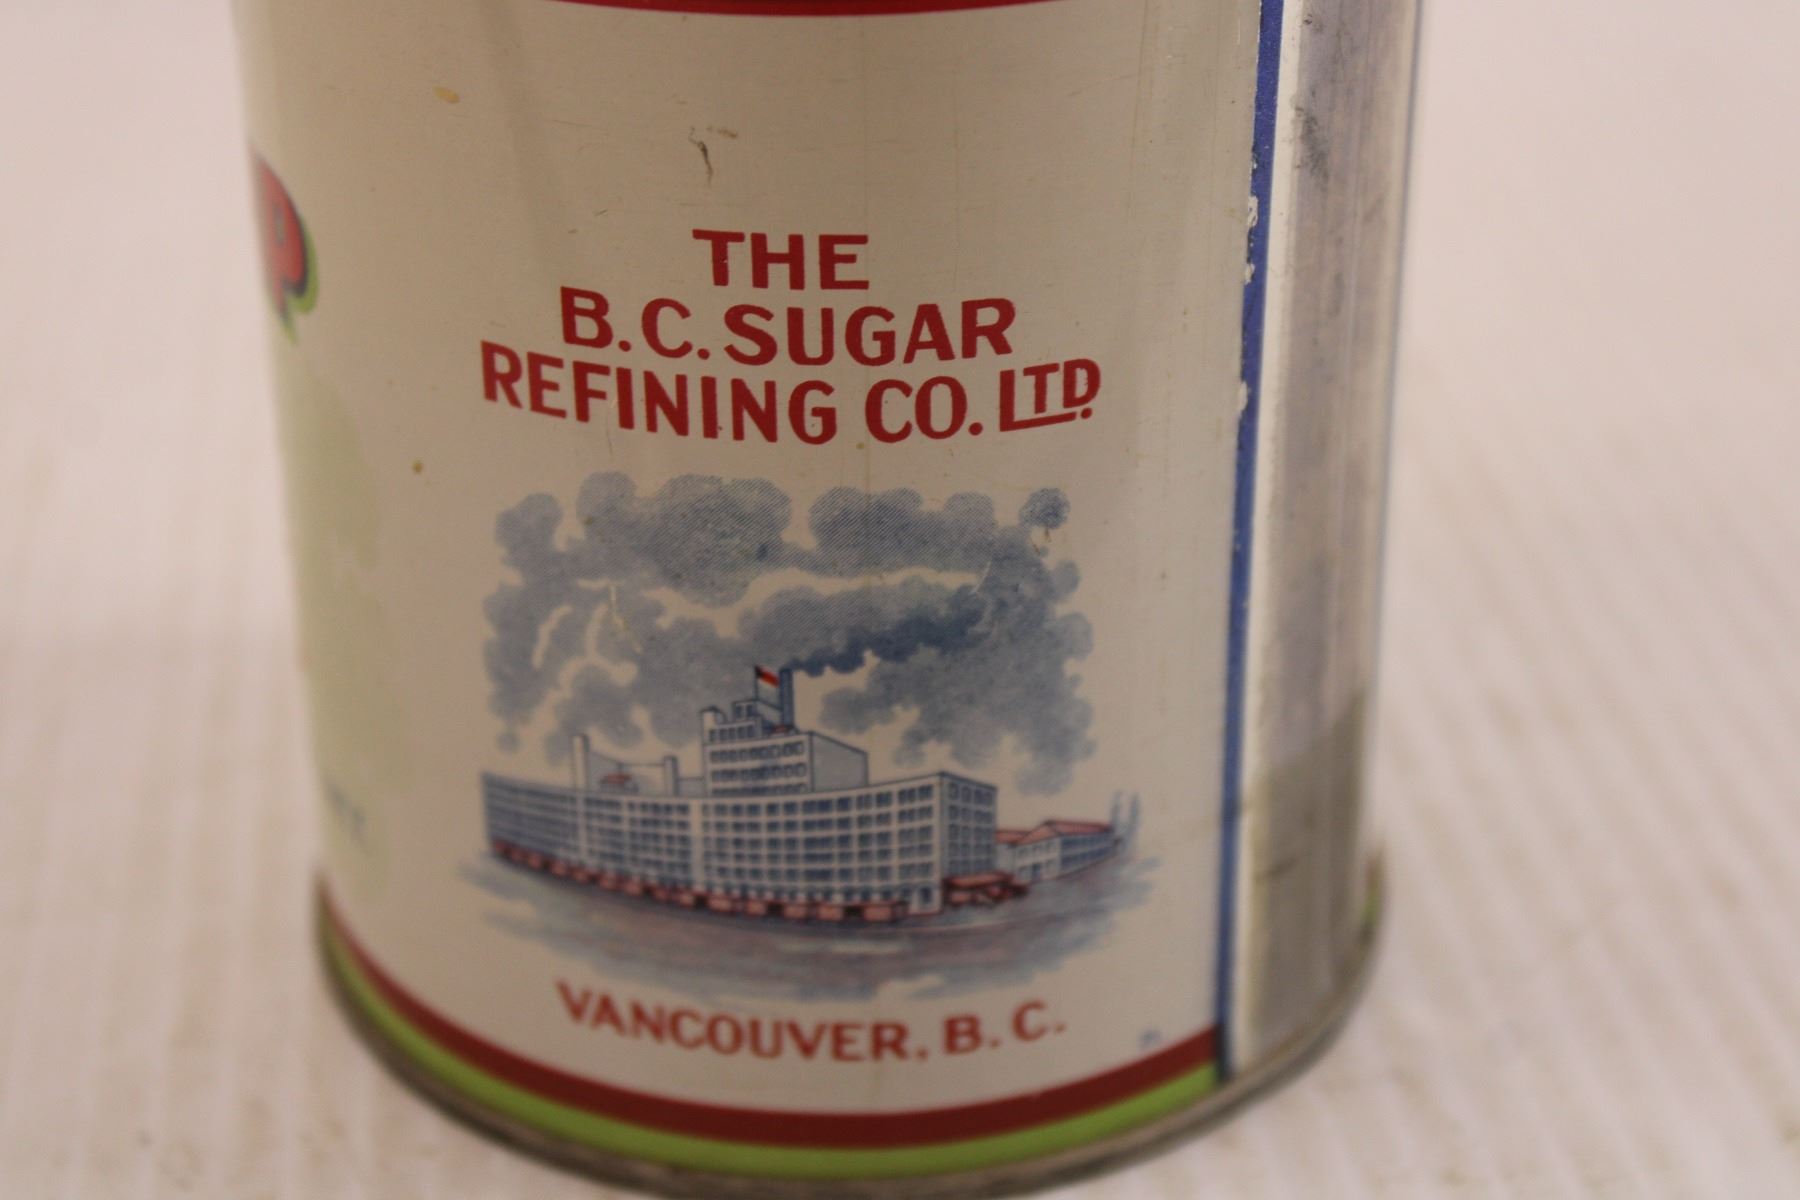 THE
B.C. SUGAR
REFINING CO. LTD.
VANCOUVER, B. C.
P